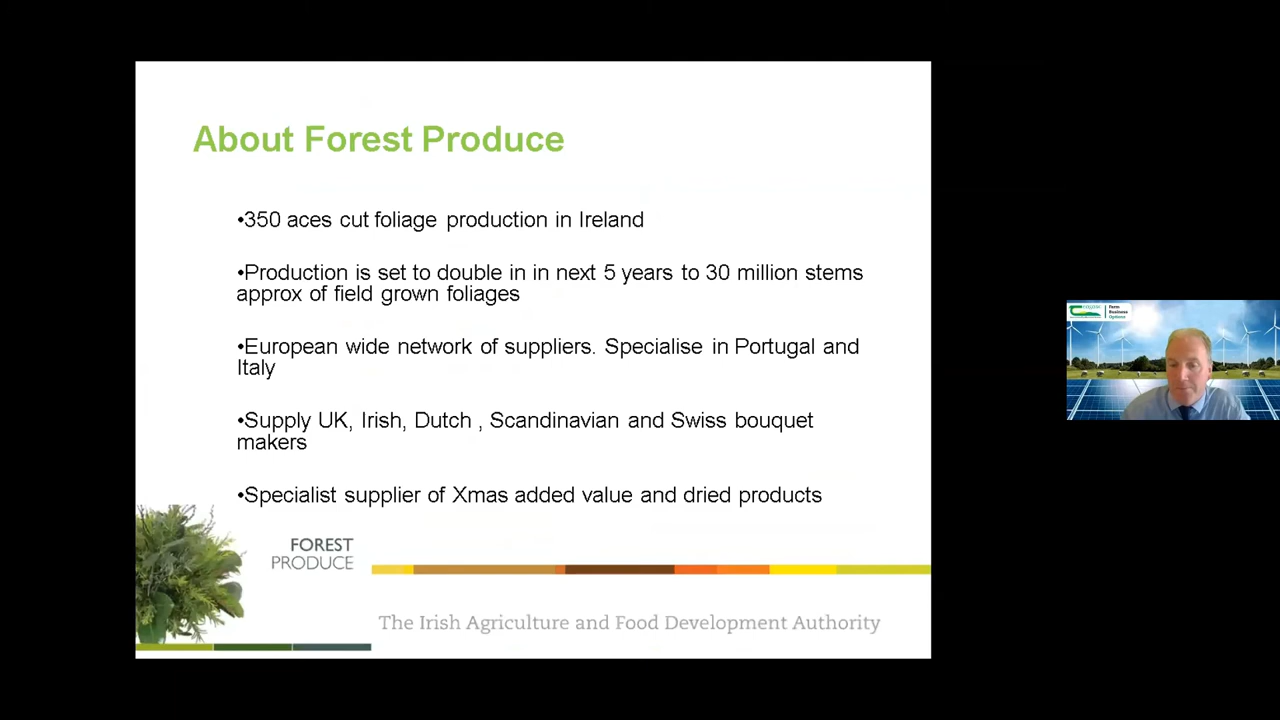 About Forest Produce
•350 aces cut foliage production in Ireland
•Production is set to double in in next 5 years to 30 million stems
approx of field grown foliages
•European wide network of suppliers. Specialise in Portugal and
Italy
•Supply UK, Irish, Dutch , Scandinavian and Swiss bouquet
makers
•Specialist supplier of Xmas added value and dried products
FOREST
PRODUCE
The Irish Agriculture and Food Development Authority
Farm
Business
Options